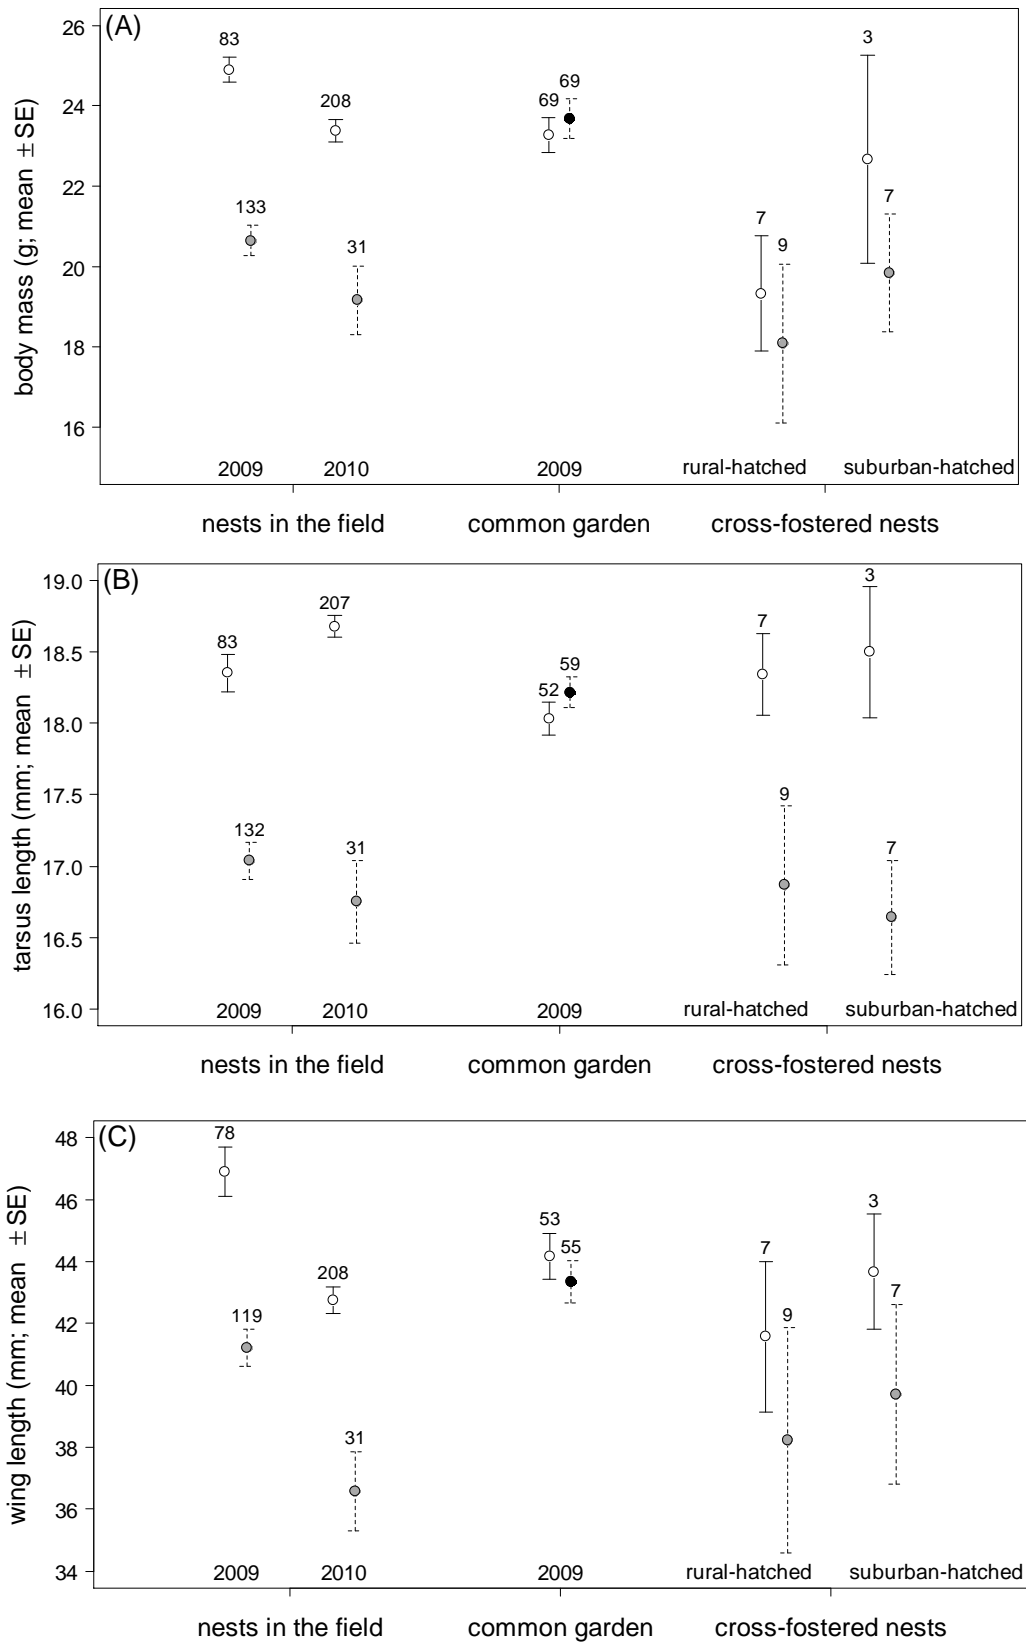 (A)
body mass (g; mean ±SE)
26
24
22
20
18
16
83
208
133
31
69
69
7
9
3
7
2009
2010
2009
rural-hatched
suburban-hatched
nests in the field
common garden
cross-fostered nests
(B)
tarsus length (mm; mean ±SE)
19.0
18.5
18.0
17.5
17.0
16.5
16.0
83
207
132
31
52
59
7
9
3
7
2009
2010
2009
rural-hatched
suburban-hatched
nests in the field
common garden
cross-fostered nests
(C)
wing length (mm; mean ±SE)
48
46
44
42
40
38
36
34
78
208
119
31
53
55
7
9
3
7
2009
2010
2009
rural-hatched
suburban-hatched
nests in the field
common garden
cross-fostered nests